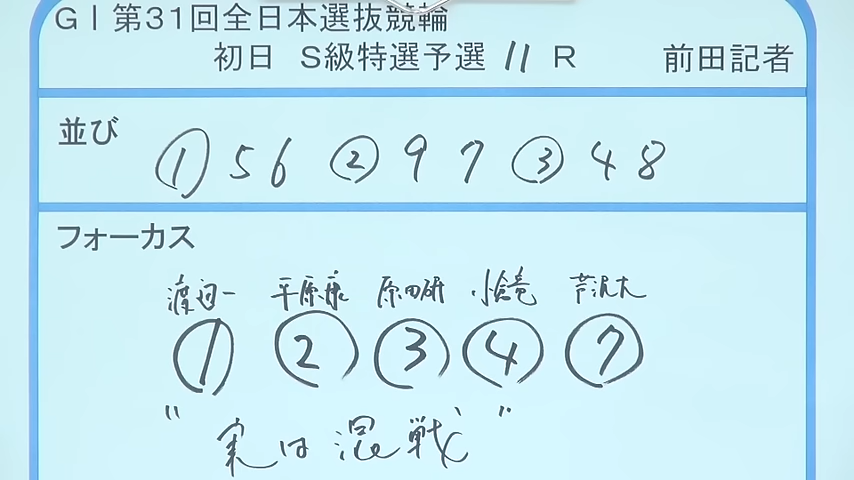 GⅠ第31回全日本選抜競輪
初日 S級特選予選 11 R 前田記者
並び
① 5 6 ② 9 7 ③ 4 8
フォーカス
渡辺一 平原康 原田研 小倉竜 芦沢大
① ② ③ ④ ⑦
"実は混戦"